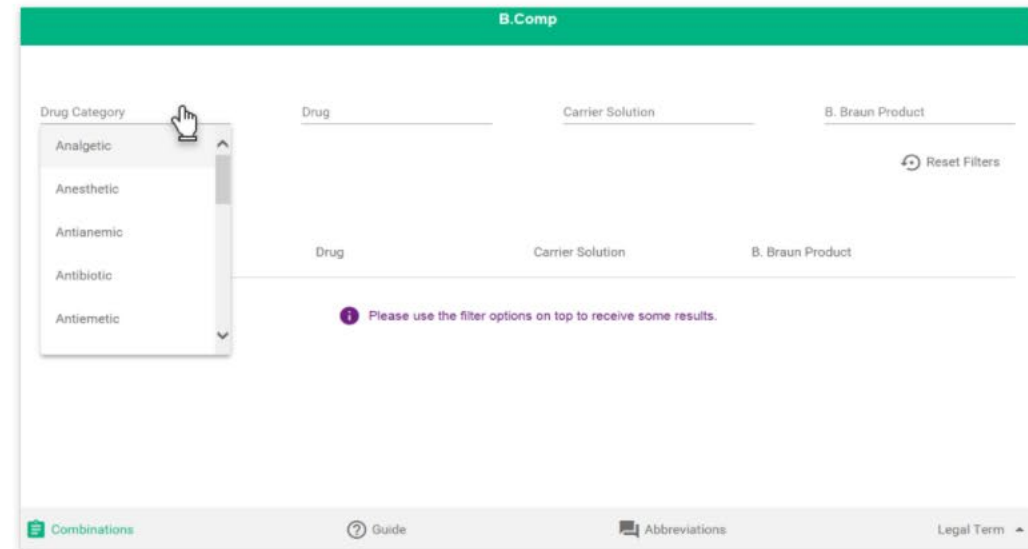 B.Comp
Drug Category
Drug
Carrier Solution
B. Braun Product
Analgetic
Anesthetic
Antianemic
Antibiotic
Antiemetic
Reset Filters
Drug
Carrier Solution
B. Braun Product
Please use the filter options on top to receive some results.
Combinations
Guide
Abbreviations
Legal Term